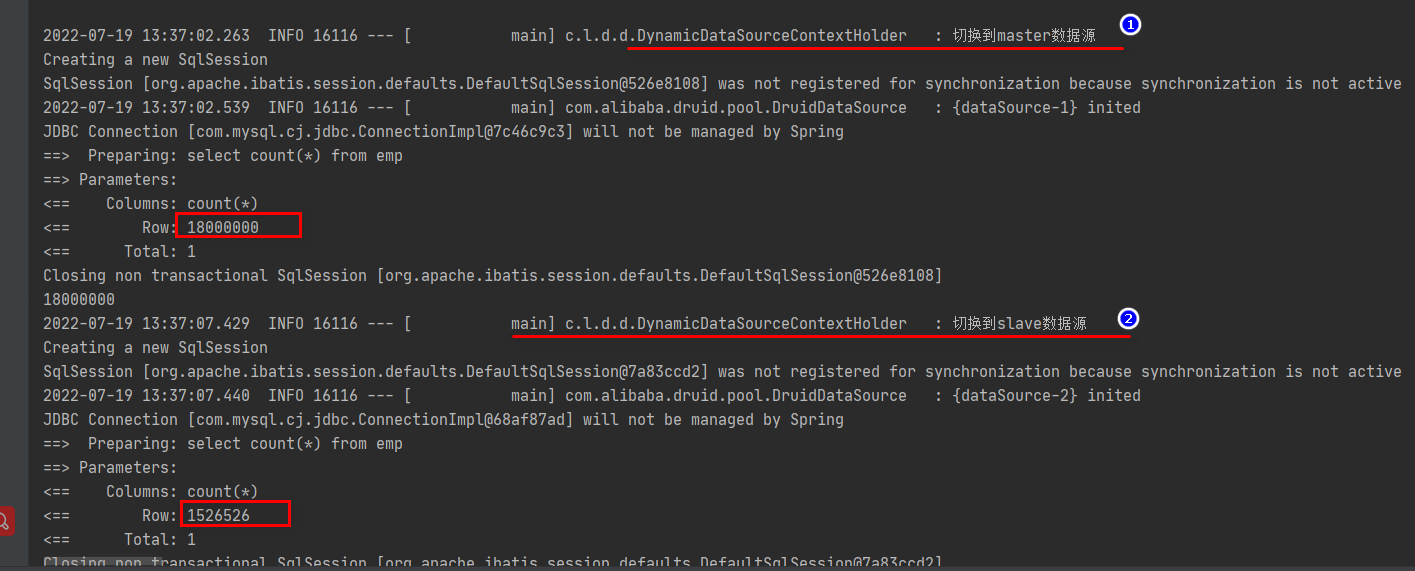 2022-07-19 13:37:02.263  INFO 16116 --- [           main] c.l.d.d.DynamicDataSourceContextHolder   : 切换到master数据源 1
Creating a new SqlSession
SqlSession [org.apache.ibatis.session.defaults.DefaultSqlSession@526e8108] was not registered for synchronization because synchronization is not active
2022-07-19 13:37:02.539  INFO 16116 --- [           main] com.alibaba.druid.pool.DruidDataSource   : {dataSource-1} inited
JDBC Connection [com.mysql.cj.jdbc.ConnectionImpl@7c46c9c3] will not be managed by Spring
==>  Preparing: select count(*) from emp
==> Parameters:
<==    Columns: count(*)
<==        Row: 18000000
<==      Total: 1
Closing non transactional SqlSession [org.apache.ibatis.session.defaults.DefaultSqlSession@526e8108]
18000000
2022-07-19 13:37:07.429  INFO 16116 --- [           main] c.l.d.d.DynamicDataSourceContextHolder   : 切换到slave数据源 2
Creating a new SqlSession
SqlSession [org.apache.ibatis.session.defaults.DefaultSqlSession@7a83ccd2] was not registered for synchronization because synchronization is not active
2022-07-19 13:37:07.440  INFO 16116 --- [           main] com.alibaba.druid.pool.DruidDataSource   : {dataSource-2} inited
JDBC Connection [com.mysql.cj.jdbc.ConnectionImpl@68af87ad] will not be managed by Spring
==>  Preparing: select count(*) from emp
==> Parameters:
<==    Columns: count(*)
<==        Row: 1526526
<==      Total: 1
Closing non transactional SqlSession [org.apache.ibatis.session.defaults.DefaultSqlSession@7a83ccd2]